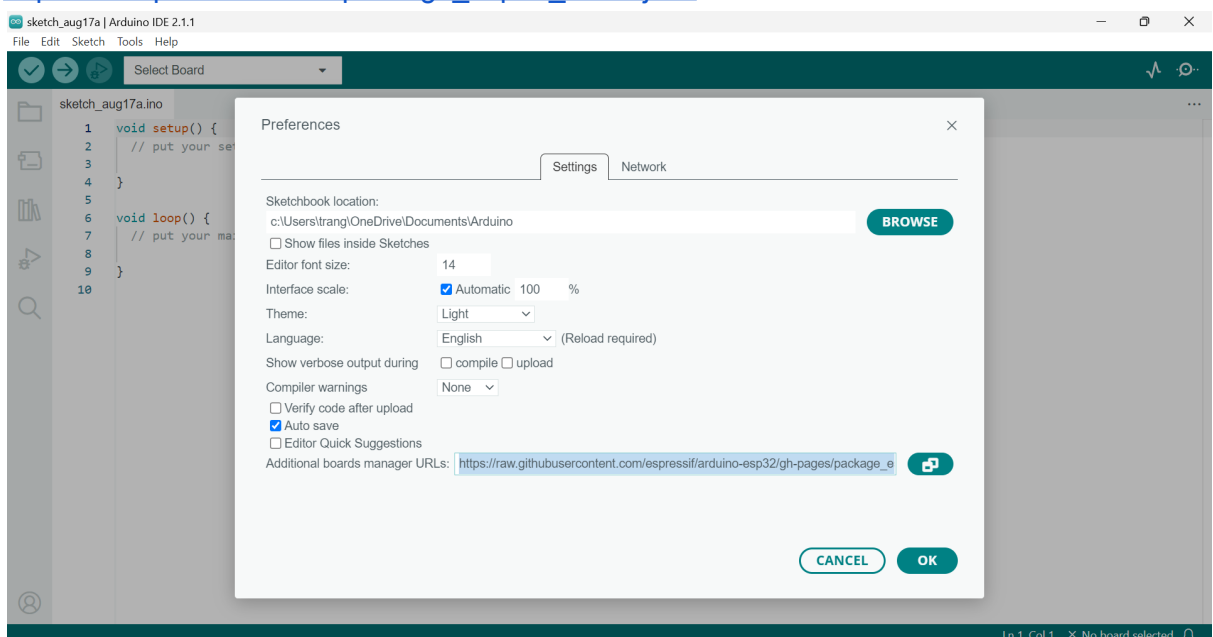 sketch_aug17a | Arduino IDE 2.1.1
File Edit Sketch Tools Help
Select Board
sketch_aug17a.ino
1 void setup() {
2 // put your set
3
4 }
5
6 void loop() {
7 // put your mai
8
9 }
10
Preferences
Settings Network
Sketchbook location:
c:\Users\trang\OneDrive\Documents\Arduino
BROWSE
Show files inside Sketches
Editor font size: 14
Interface scale: Automatic 100 %
Theme: Light
Language: English (Reload required)
Show verbose output during compile upload
Compiler warnings None
Verify code after upload
Auto save
Editor Quick Suggestions
Additional boards manager URLs: https://raw.githubusercontent.com/espressif/arduino-esp32/gh-pages/package_e
CANCEL OK
Ln 1, Col 1 No board selected